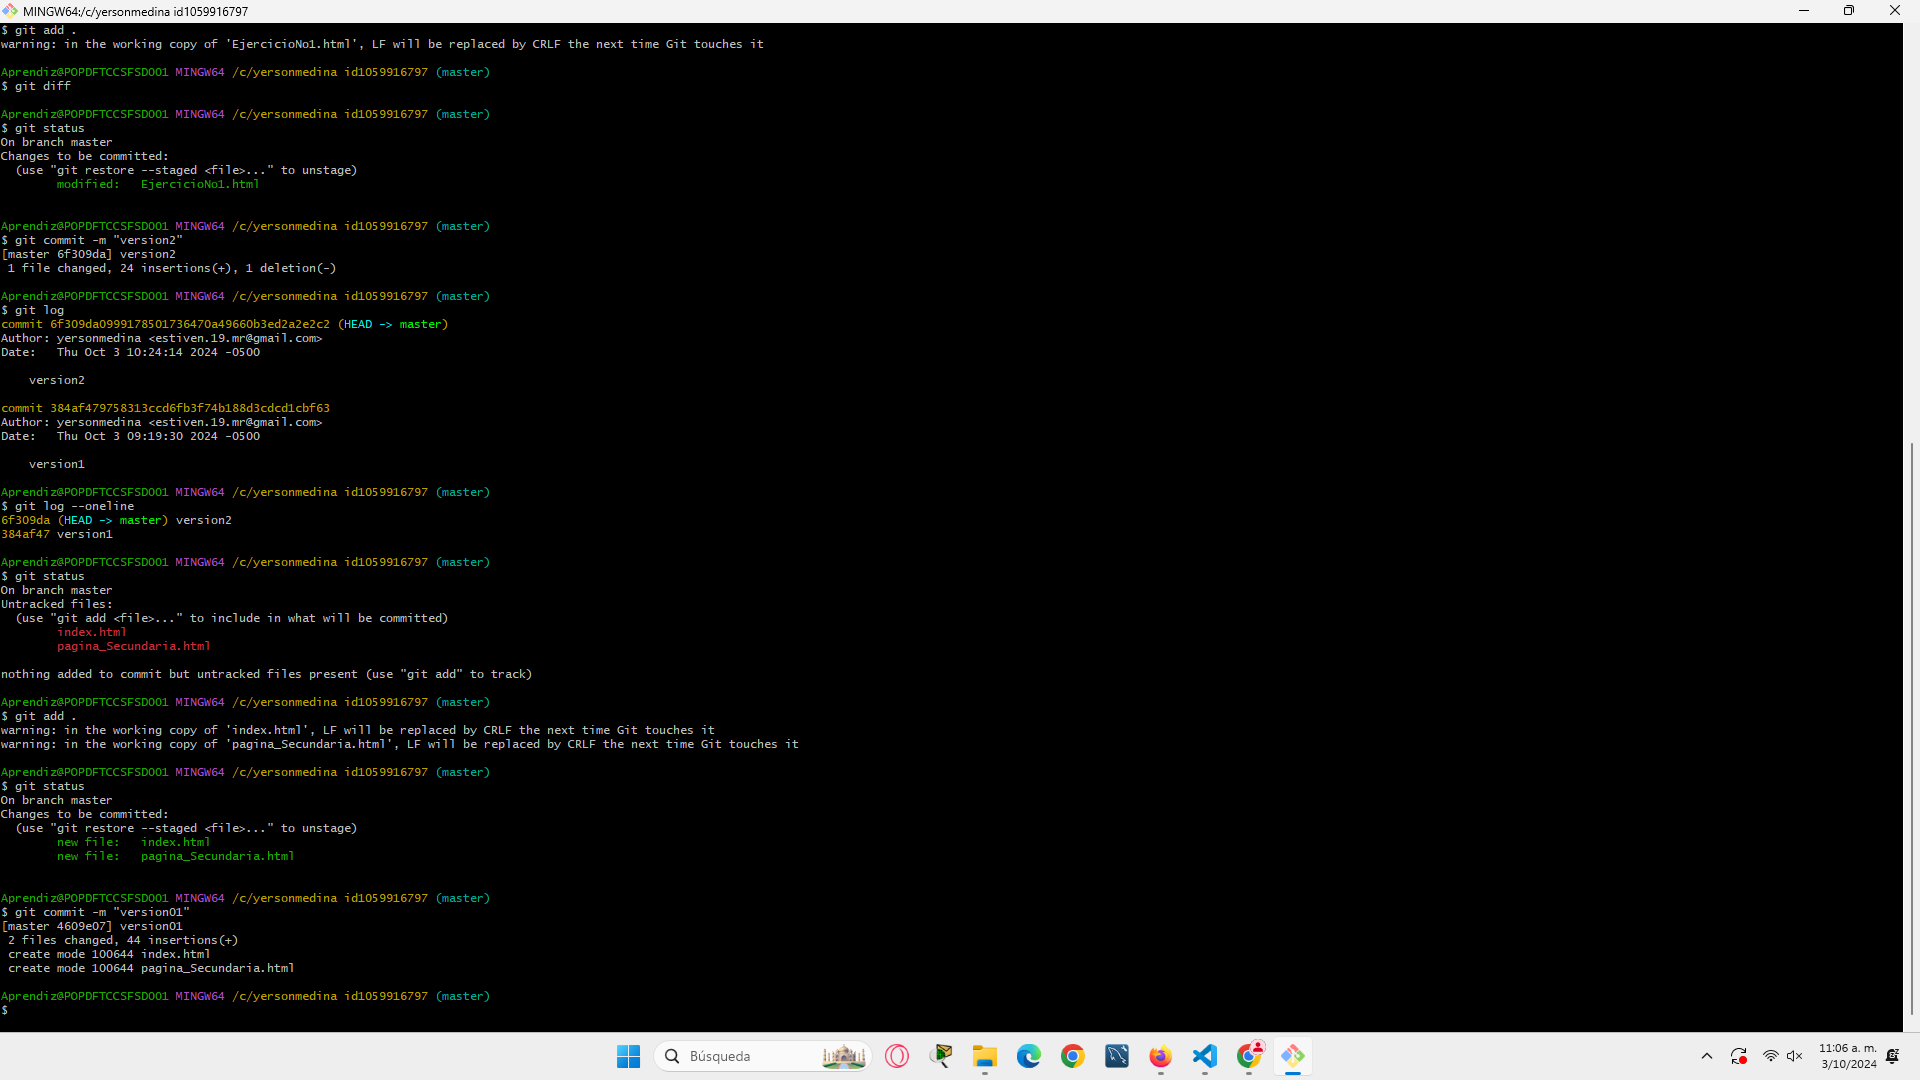 MINGW64:/c/yersonmedina id1059916797
$ git add .
warning: in the working copy of 'EjercicioNo1.html', LF will be replaced by CRLF the next time Git touches it
Aprendiz@POPDFTCCSFSD001 MINGW64 /c/yersonmedina id1059916797 (master)
$ git diff
Aprendiz@POPDFTCCSFSD001 MINGW64 /c/yersonmedina id1059916797 (master)
$ git status
On branch master
Changes to be committed:
  (use "git restore --staged <file>..." to unstage)
        modified:   EjercicioNo1.html
Aprendiz@POPDFTCCSFSD001 MINGW64 /c/yersonmedina id1059916797 (master)
$ git commit -m "version2"
[master 6f309da] version2
 1 file changed, 24 insertions(+), 1 deletion(-)
Aprendiz@POPDFTCCSFSD001 MINGW64 /c/yersonmedina id1059916797 (master)
$ git log
commit 6f309da0999178501736470a49660b3ed2a2e2c2 (HEAD -> master)
Author: yersonmedina <estiven.19.mr@gmail.com>
Date:   Thu Oct 3 10:24:14 2024 -0500
    version2
commit 384af479758313ccd6fb3f74b188d3cdcd1cbf63
Author: yersonmedina <estiven.19.mr@gmail.com>
Date:   Thu Oct 3 09:19:30 2024 -0500
    version1
Aprendiz@POPDFTCCSFSD001 MINGW64 /c/yersonmedina id1059916797 (master)
$ git log --oneline
6f309da (HEAD -> master) version2
384af47 version1
Aprendiz@POPDFTCCSFSD001 MINGW64 /c/yersonmedina id1059916797 (master)
$ git status
On branch master
Untracked files:
  (use "git add <file>..." to include in what will be committed)
        index.html
        pagina_Secundaria.html
nothing added to commit but untracked files present (use "git add" to track)
Aprendiz@POPDFTCCSFSD001 MINGW64 /c/yersonmedina id1059916797 (master)
$ git add .
warning: in the working copy of 'index.html', LF will be replaced by CRLF the next time Git touches it
warning: in the working copy of 'pagina_Secundaria.html', LF will be replaced by CRLF the next time Git touches it
Aprendiz@POPDFTCCSFSD001 MINGW64 /c/yersonmedina id1059916797 (master)
$ git status
On branch master
Changes to be committed:
  (use "git restore --staged <file>..." to unstage)
        new file:   index.html
        new file:   pagina_Secundaria.html
Aprendiz@POPDFTCCSFSD001 MINGW64 /c/yersonmedina id1059916797 (master)
$ git commit -m "version01"
[master 4609e07] version01
 2 files changed, 44 insertions(+)
 create mode 100644 index.html
 create mode 100644 pagina_Secundaria.html
Aprendiz@POPDFTCCSFSD001 MINGW64 /c/yersonmedina id1059916797 (master)
$
Búsqueda
11:06 a. m.
3/10/2024